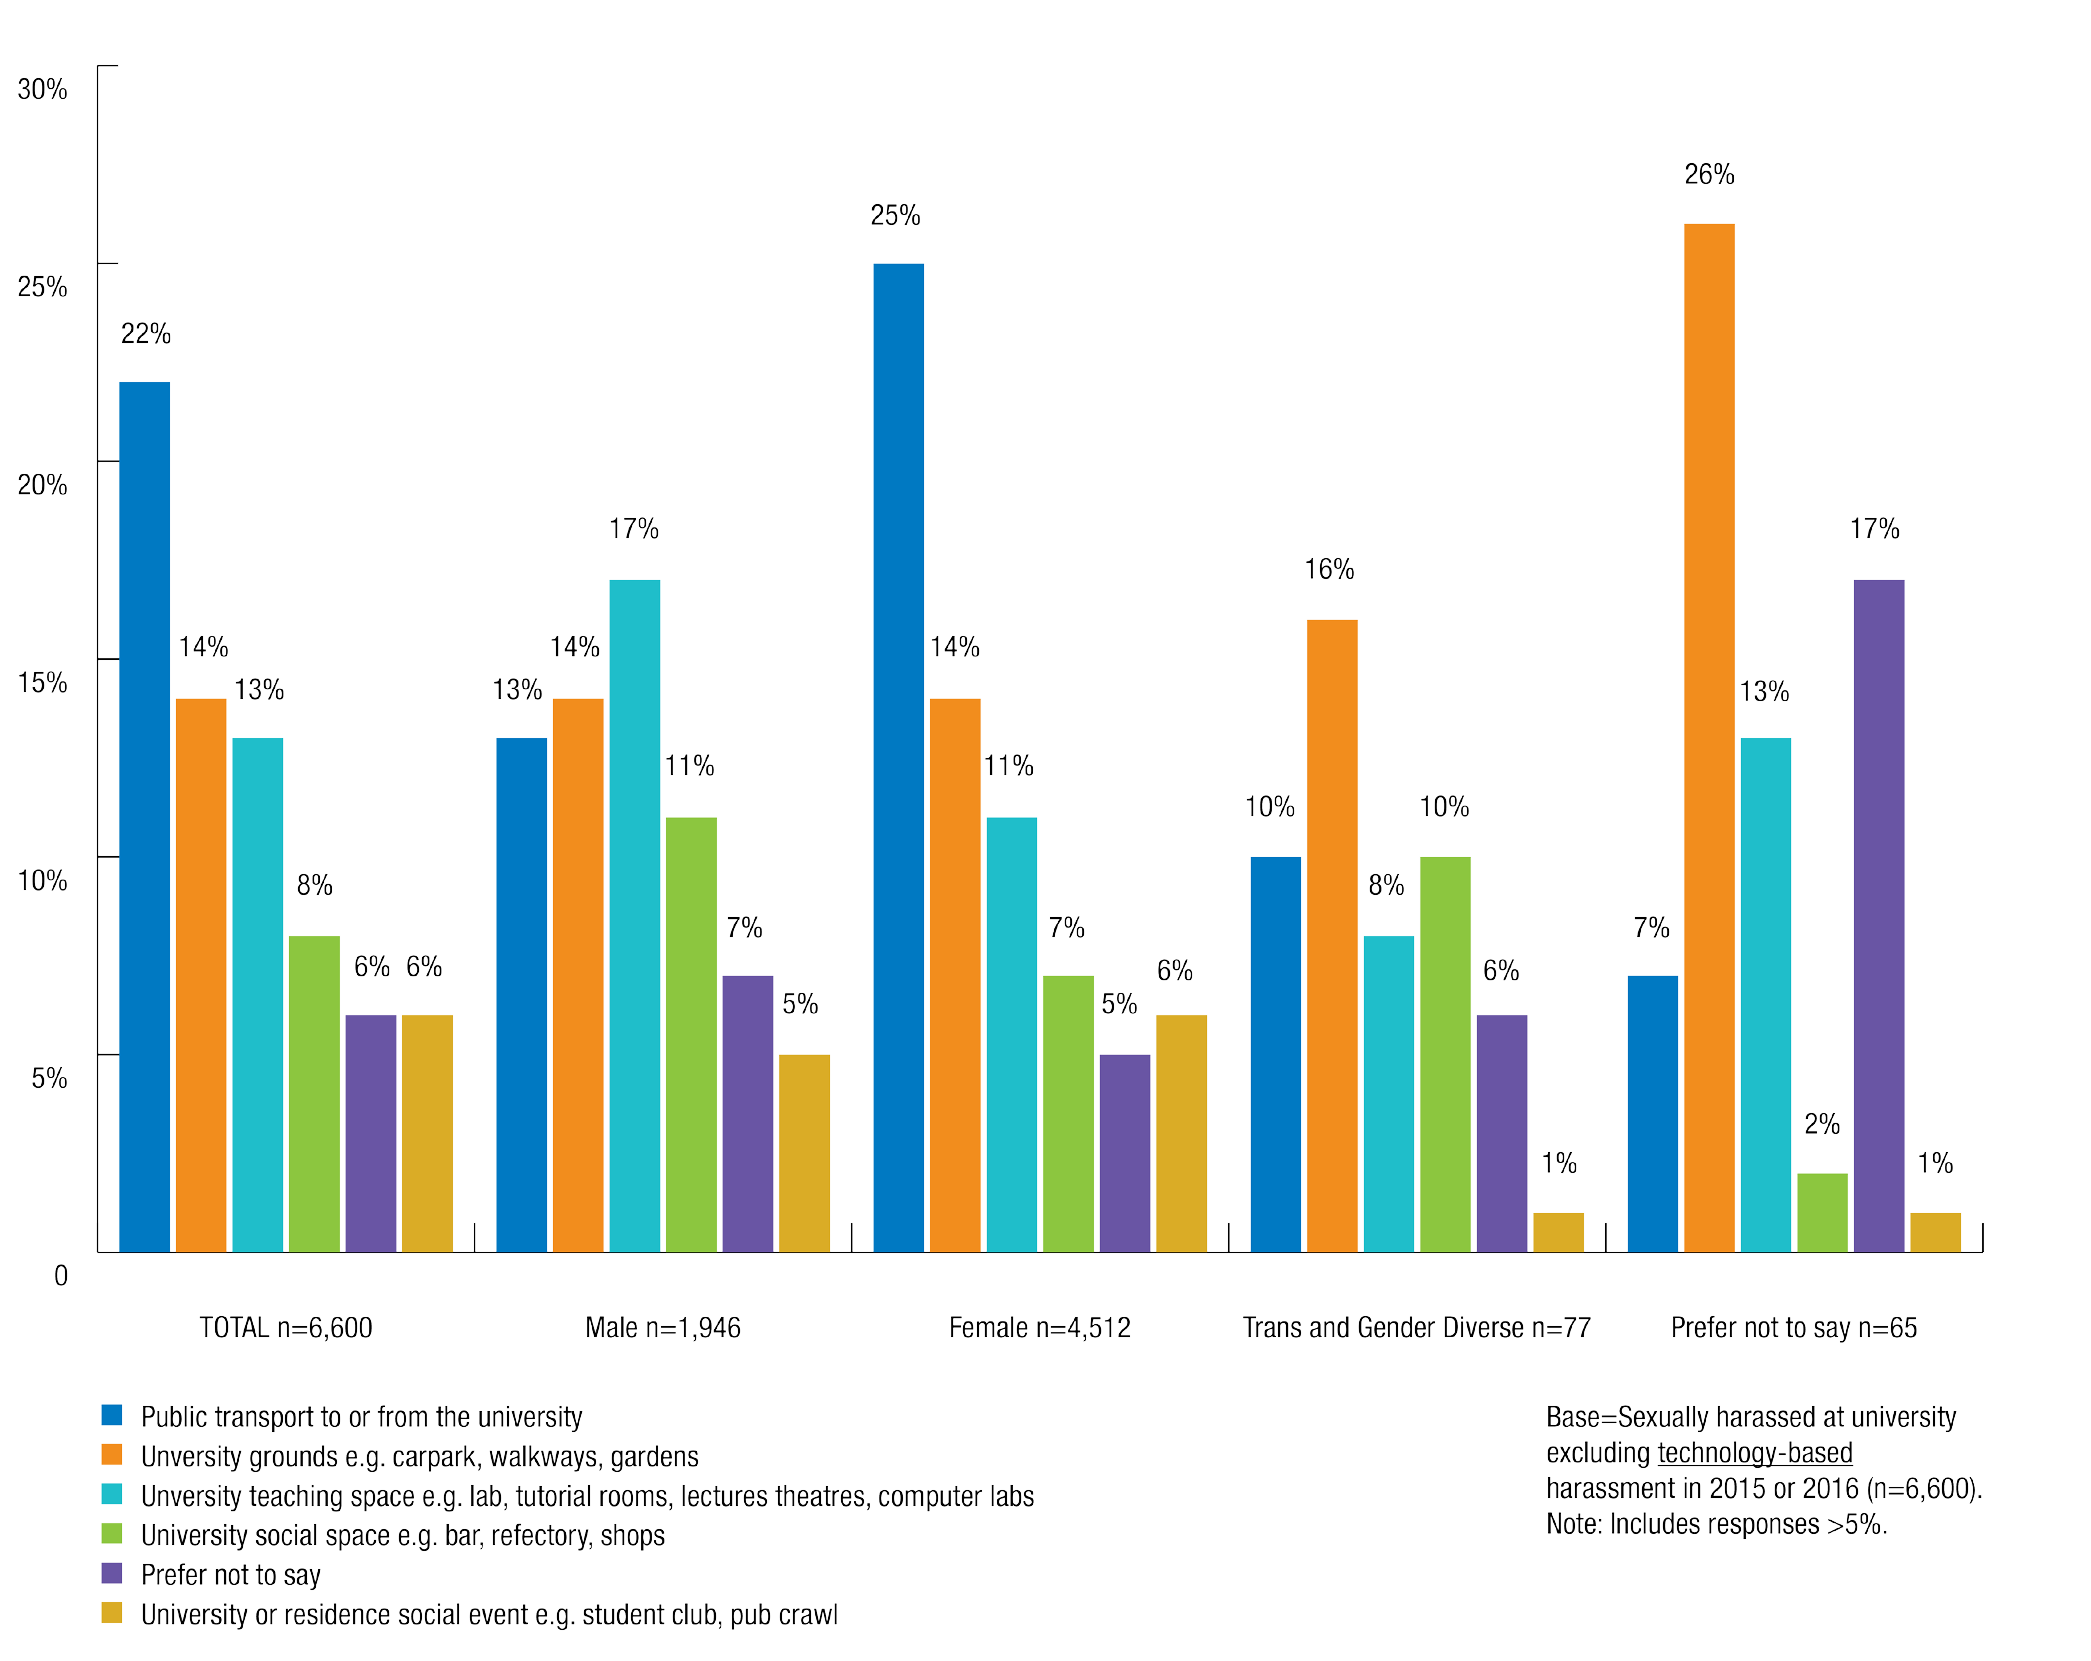 30%
25%
20%
15%
10%
5%
0
22%
14%
13%
8%
6%
6%
13%
14%
17%
11%
7%
5%
25%
14%
11%
7%
5%
6%
10%
16%
8%
10%
6%
1%
7%
26%
13%
2%
17%
1%
TOTAL n=6,600
Male n=1,946
Female n=4,512
Trans and Gender Diverse n=77
Prefer not to say n=65
Public transport to or from the university
Unversity grounds e.g. carpark, walkways, gardens
Unversity teaching space e.g. lab, tutorial rooms, lectures theatres, computer labs
University social space e.g. bar, refectory, shops
Prefer not to say
University or residence social event e.g. student club, pub crawl
Base=Sexually harassed at university
excluding technology-based
harassment in 2015 or 2016 (n=6,600).
Note: Includes responses >5%.